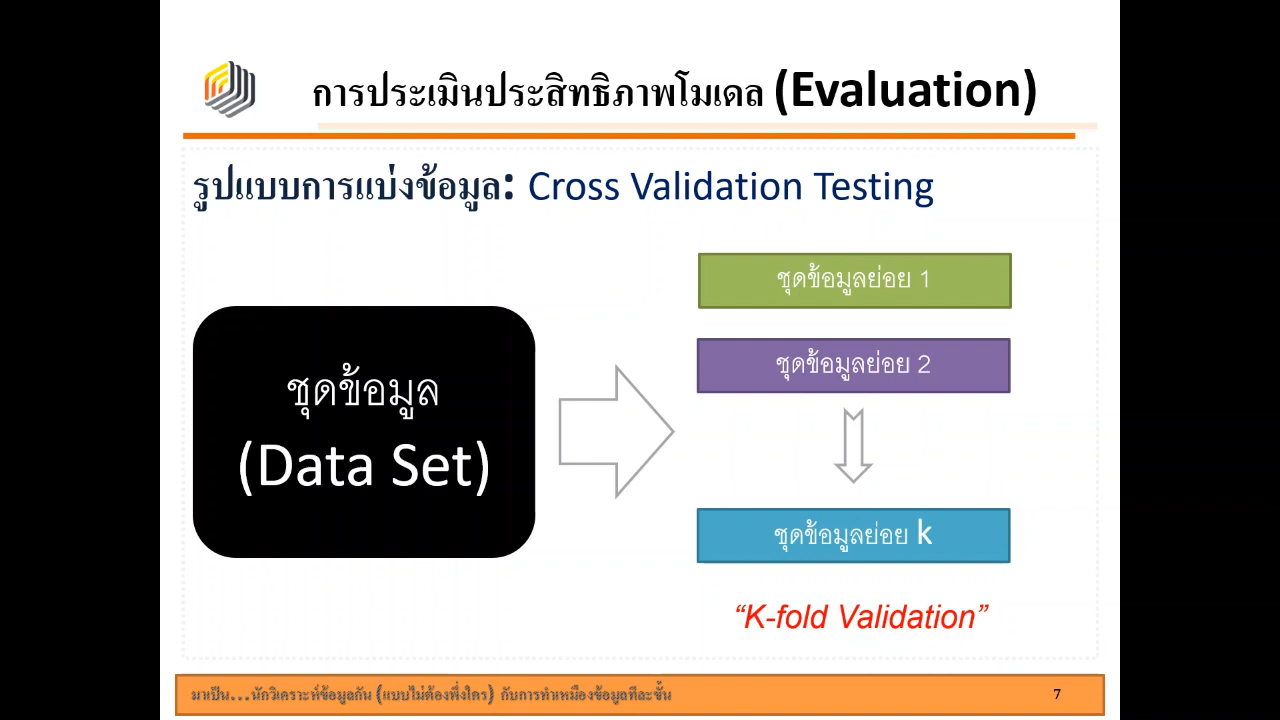 การประเมินประสิทธิภาพโมเดล (Evaluation)
รูปแบบการแบ่งข้อมูล: Cross Validation Testing
ชุดข้อมูล
(Data Set)
ชุดข้อมูลย่อย 1
ชุดข้อมูลย่อย 2
ชุดข้อมูลย่อย k
“K-fold Validation”
มาเป็น...นักวิเคราะห์ข้อมูลกัน (แบบไม่ต้องพึ่งใคร) กับการทำเหมืองข้อมูลทีละขั้น
7